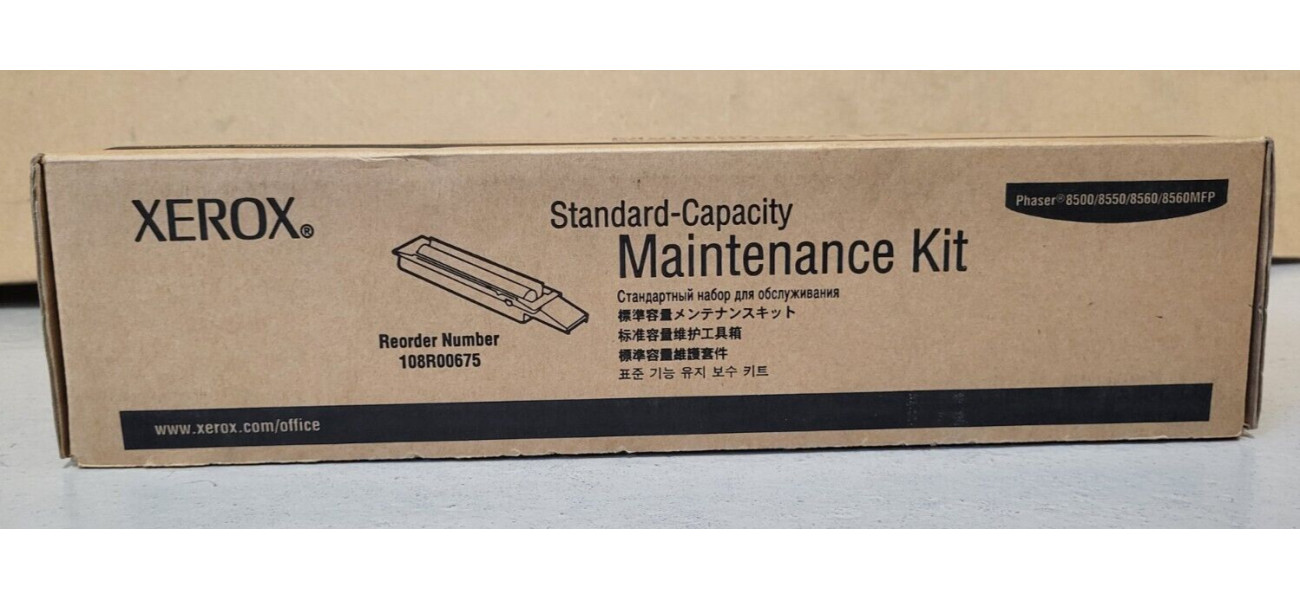 XEROX®
Standard-Capacity
Maintenance Kit
Phaser® 8500/8550/8560/8560MFP
Стандартный набор для обслуживания
標準容量メンテナンスキット
标准容量维护工具箱
標準容量維護套件
표준 기능 유지 보수 키트
Reorder Number
108R00675
www.xerox.com/office